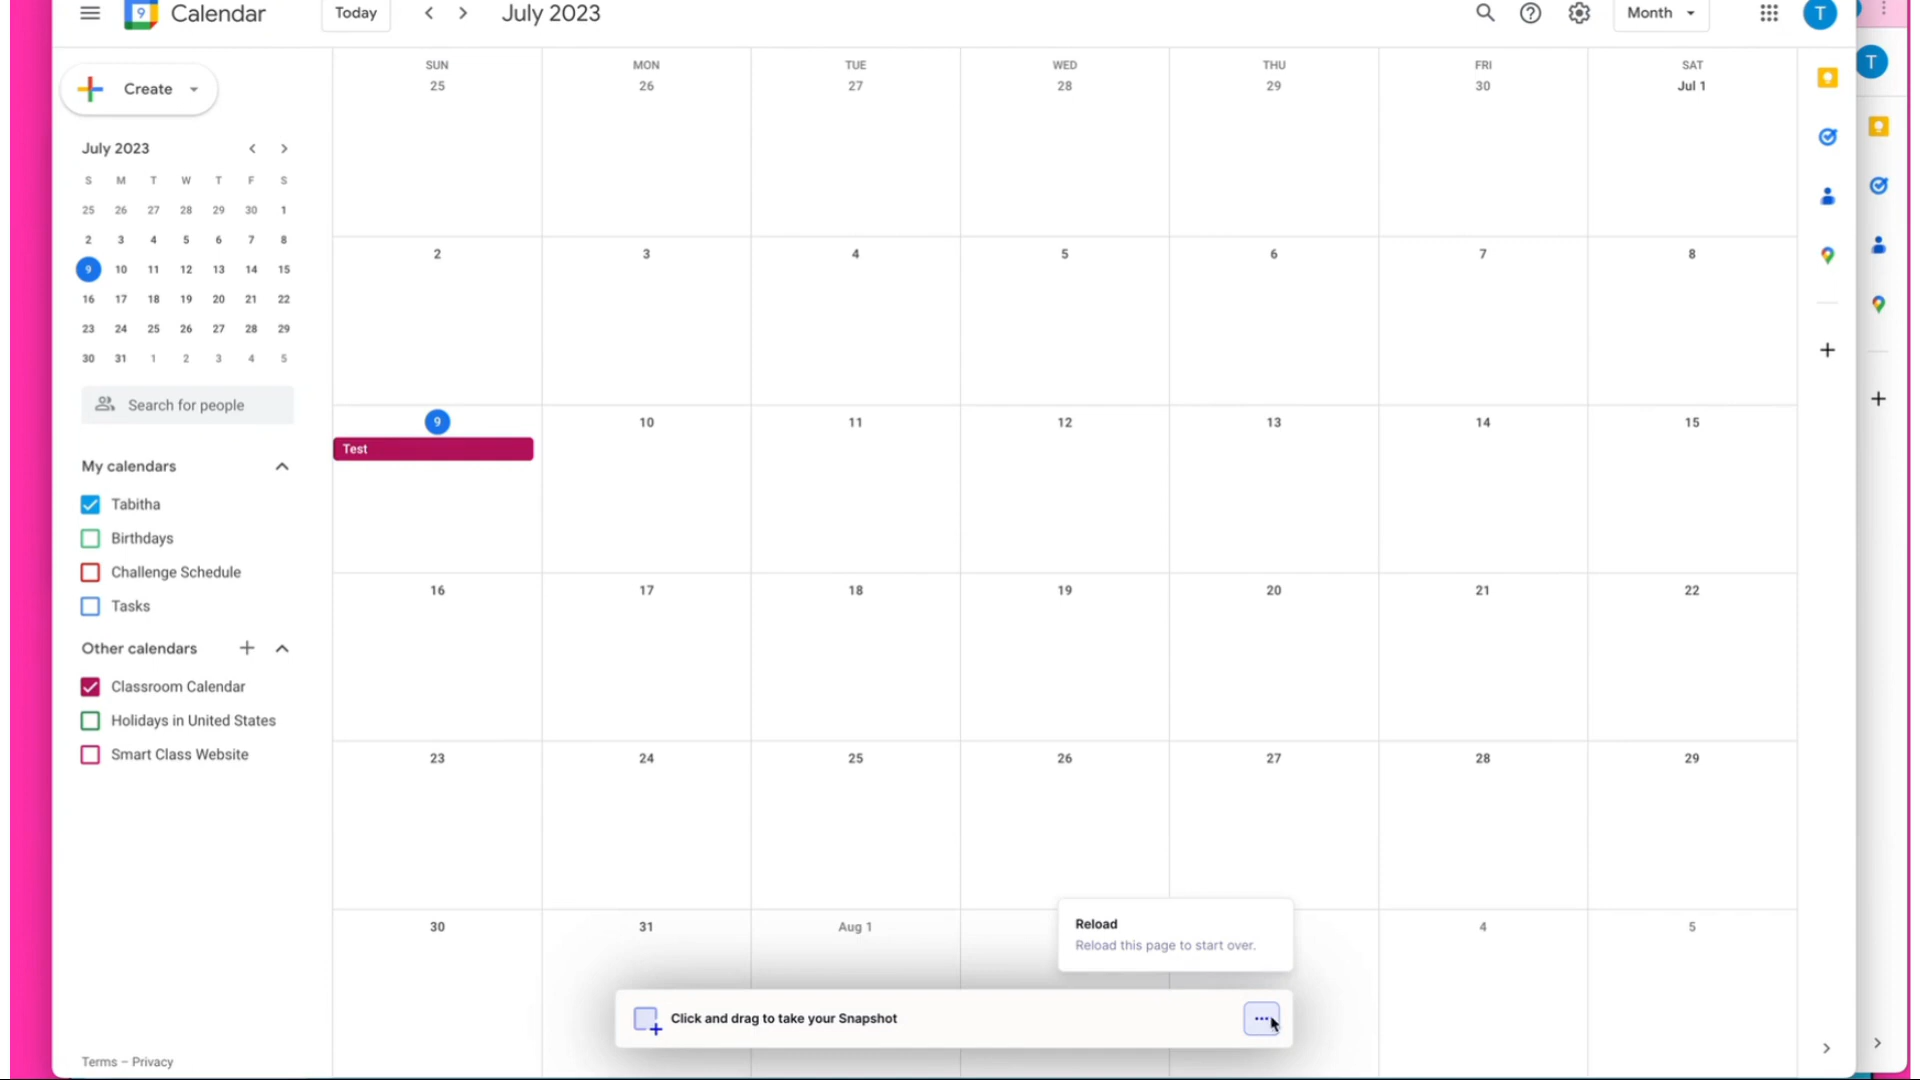 9 Calendar Today July 2023 Month T
T
Create
July 2023
S M T W T F S
25 26 27 28 29 30 1
2 3 4 5 6 7 8
9 10 11 12 13 14 15
16 17 18 19 20 21 22
23 24 25 26 27 28 29
30 31 1 2 3 4 5
Search for people
My calendars
Tabitha
Birthdays
Challenge Schedule
Tasks
Other calendars
Classroom Calendar
Holidays in United States
Smart Class Website
Terms – Privacy
SUN MON TUE WED THU FRI SAT
25 26 27 28 29 30 Jul 1
2 3 4 5 6 7 8
9 10 11 12 13 14 15
Test
16 17 18 19 20 21 22
23 24 25 26 27 28 29
30 31 Aug 1 4 5
Reload
Reload this page to start over.
Click and drag to take your Snapshot